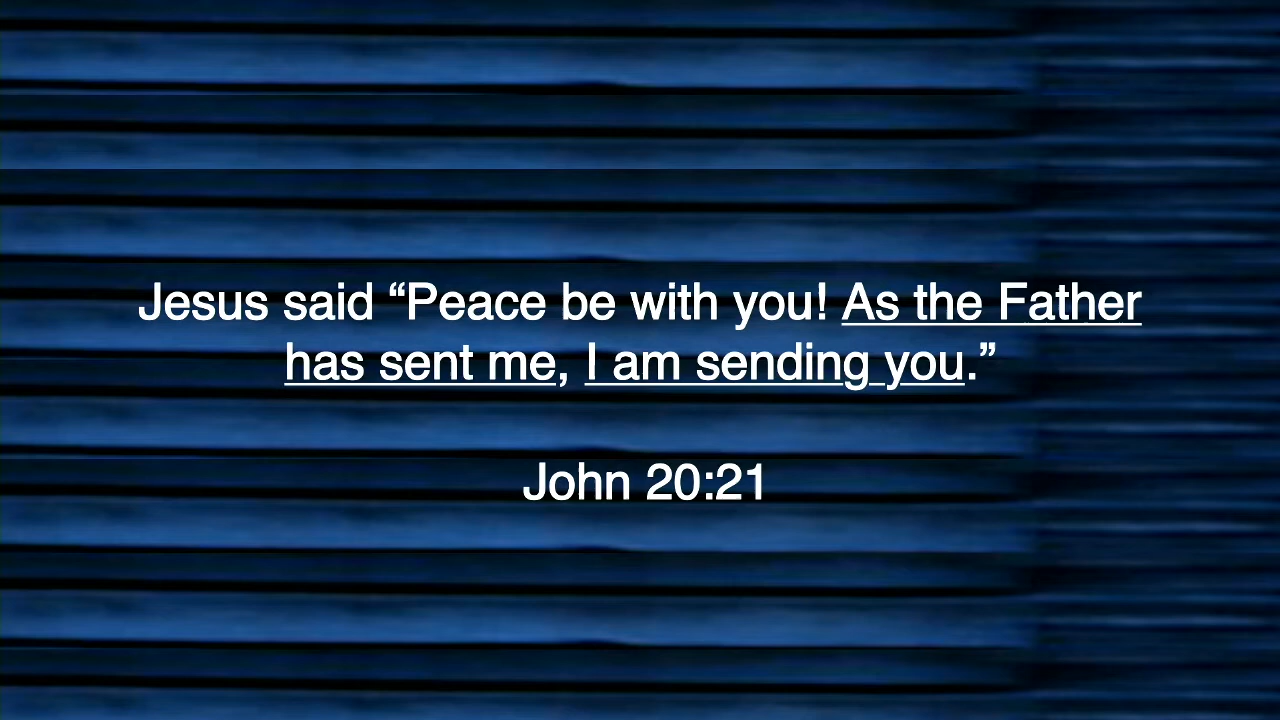 Jesus said “Peace be with you! As the Father
has sent me, I am sending you.”
John 20:21